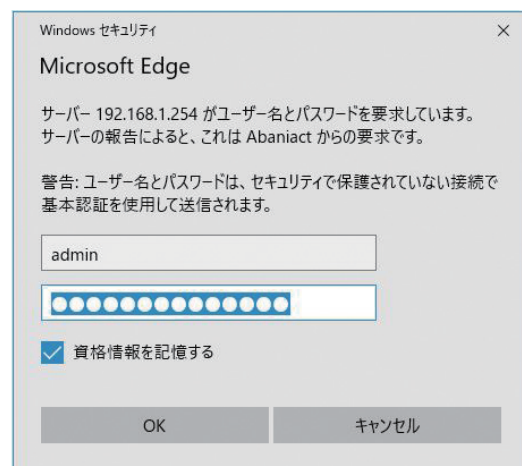 Windows セキュリティ
Microsoft Edge
サーバー 192.168.1.254 がユーザー名とパスワードを要求しています。
サーバーの報告によると、これは Abaniact からの要求です。
警告: ユーザー名とパスワードは、セキュリティで保護されていない接続で
基本認証を使用して送信されます。
admin
●●●●●●●●●●●●●●
資格情報を記憶する
OK
キャンセル